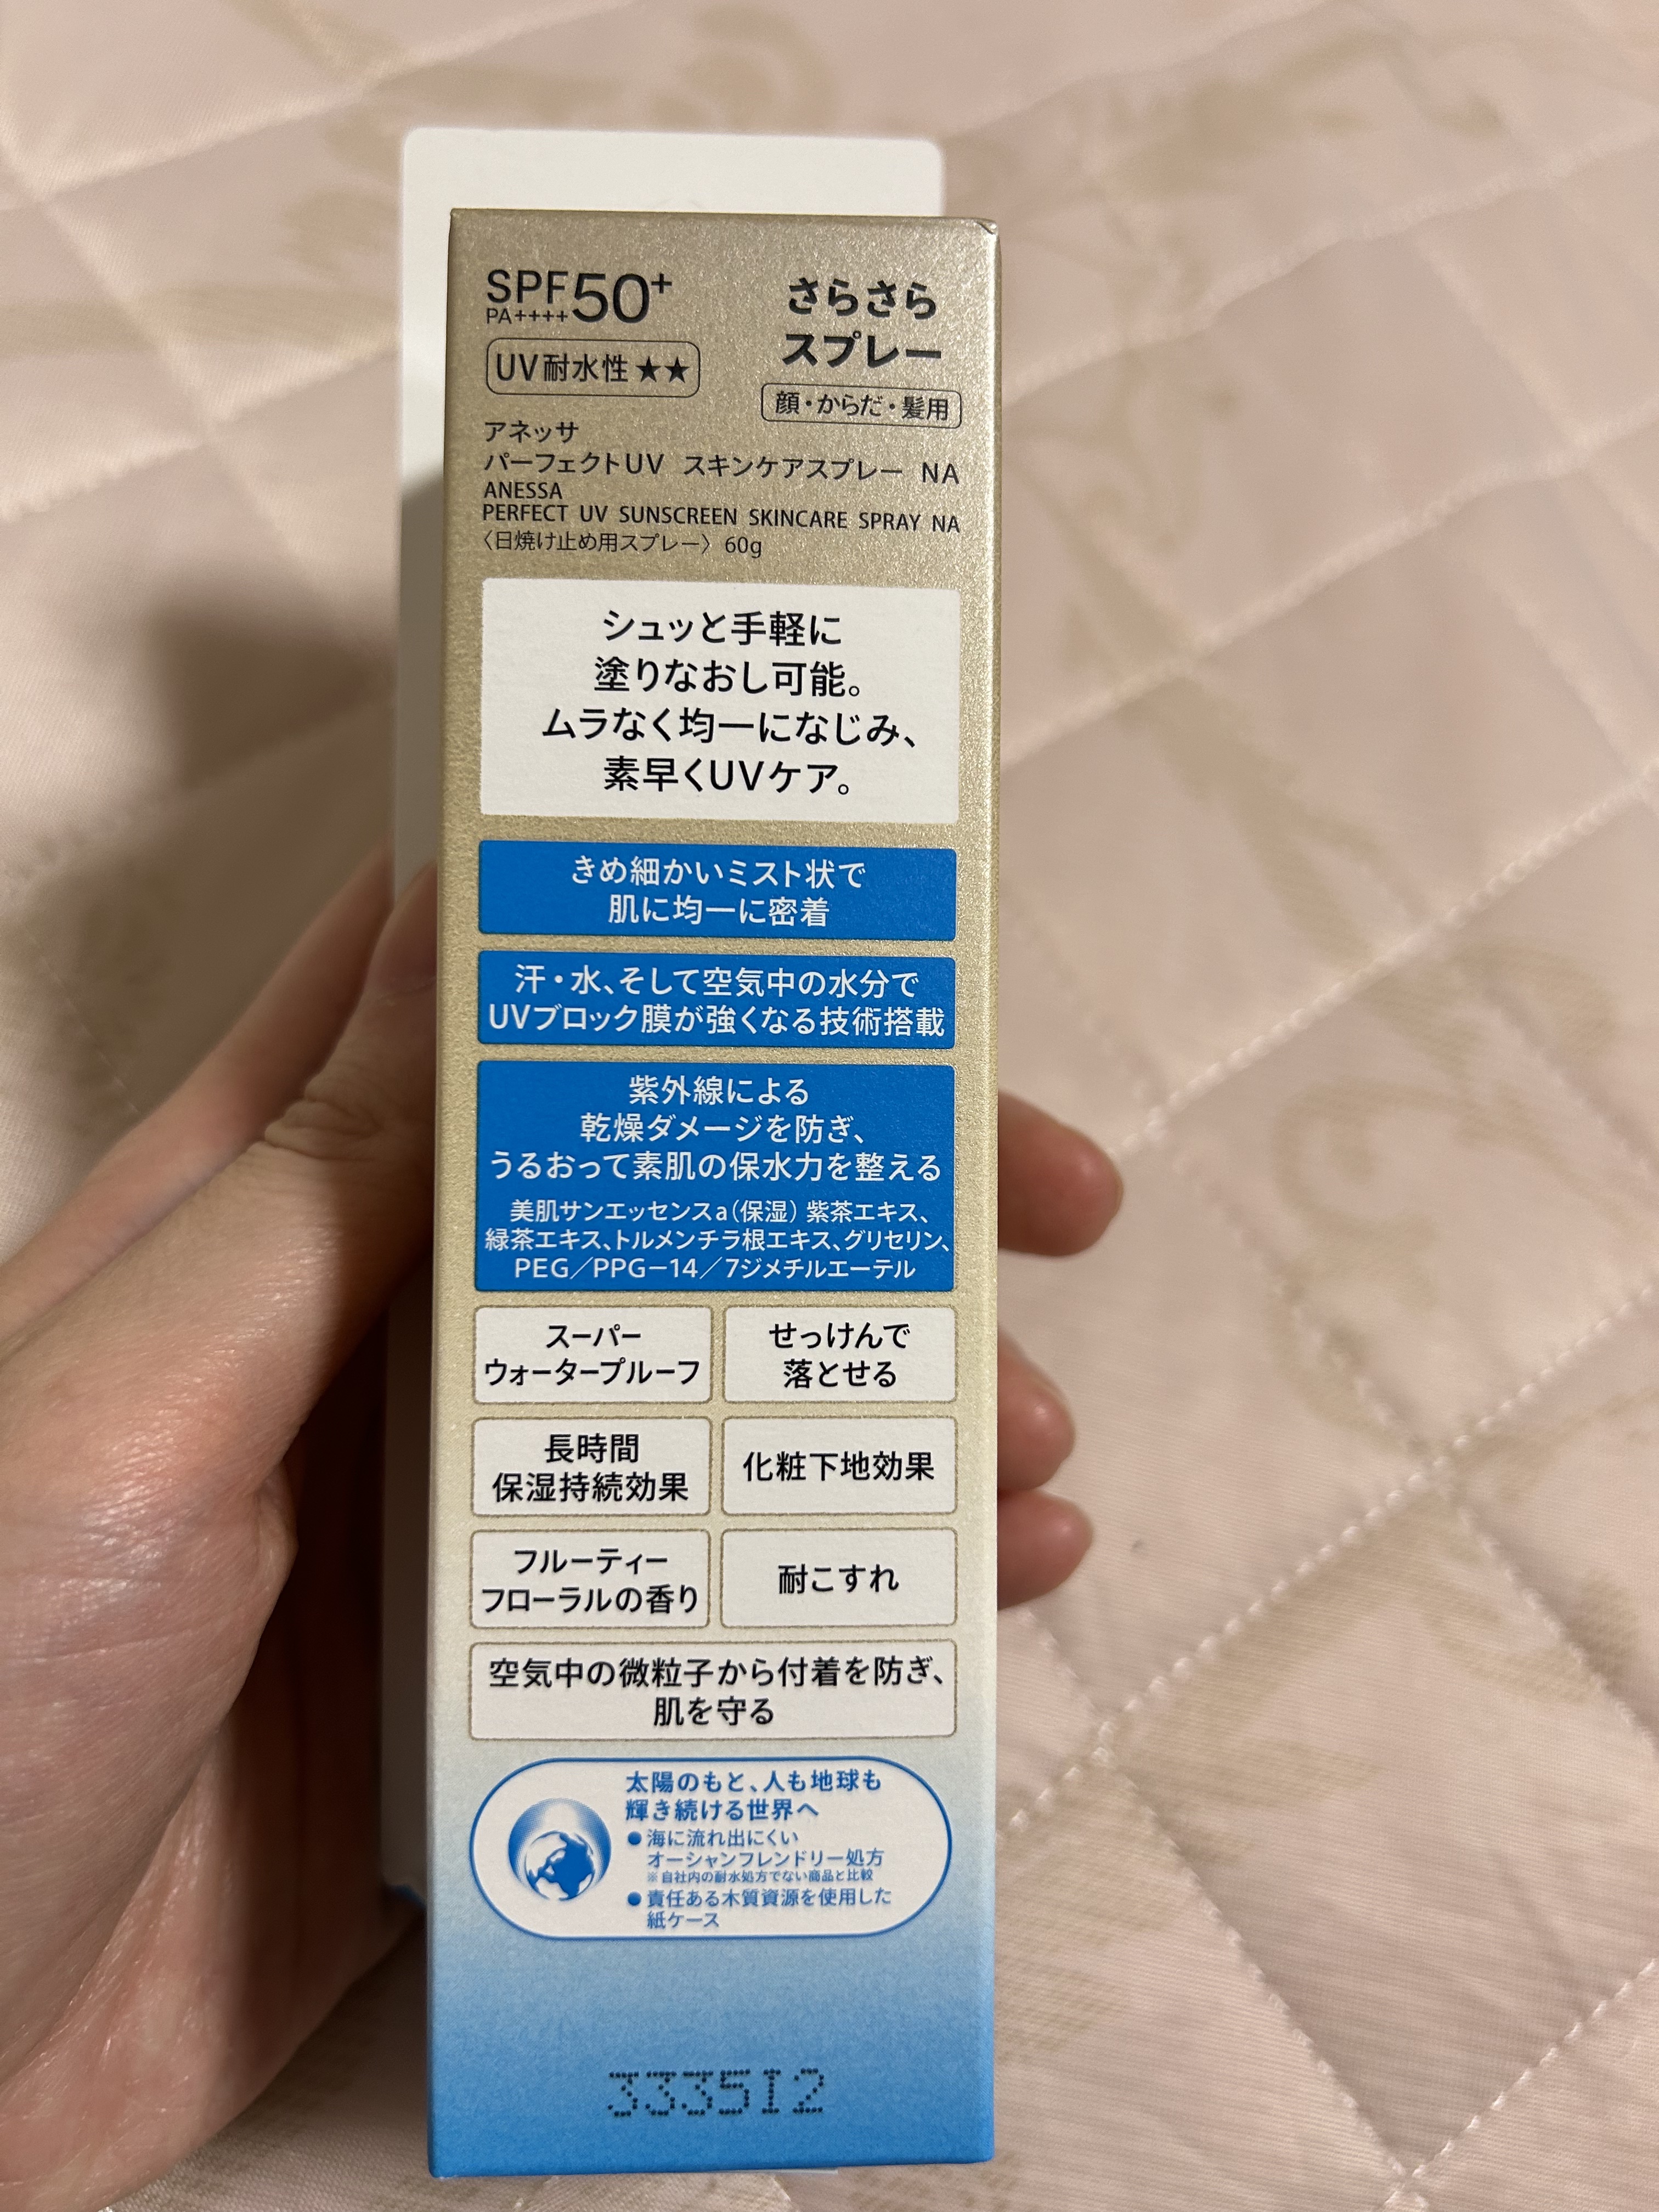 SPF50+
PA++++
UV耐水性★★
さらさら
スプレー
顔・からだ・髪用
アネッサ
パーフェクトUV スキンケアスプレー NA
ANESSA
PERFECT UV SUNSCREEN SKINCARE SPRAY NA
〈日焼け止め用スプレー〉 60g
シュッと手軽に
塗りなおし可能。
ムラなく均一になじみ、
素早くUVケア。
きめ細かいミスト状で
肌に均一に密着
汗・水、そして空気中の水分で
UVブロック膜が強くなる技術搭載
紫外線による
乾燥ダメージを防ぎ、
うるおって素肌の保水力を整える
美肌サンエッセンスa(保湿) 紫茶エキス、
緑茶エキス、トルメンチラ根エキス、グリセリン、
PEG/PPG-14/7ジメチルエーテル
スーパー
ウォータープルーフ
せっけんで
落とせる
長時間
保湿持続効果
化粧下地効果
フルーティー
フローラルの香り
耐こすれ
空気中の微粒子から付着を防ぎ、
肌を守る
太陽のもと、人も地球も
輝き続ける世界へ
●海に流れ出にくい
オーシャンフレンドリー処方
※自社内の耐水処方でない商品と比較
●責任ある木質資源を使用した
紙ケース
3335I2